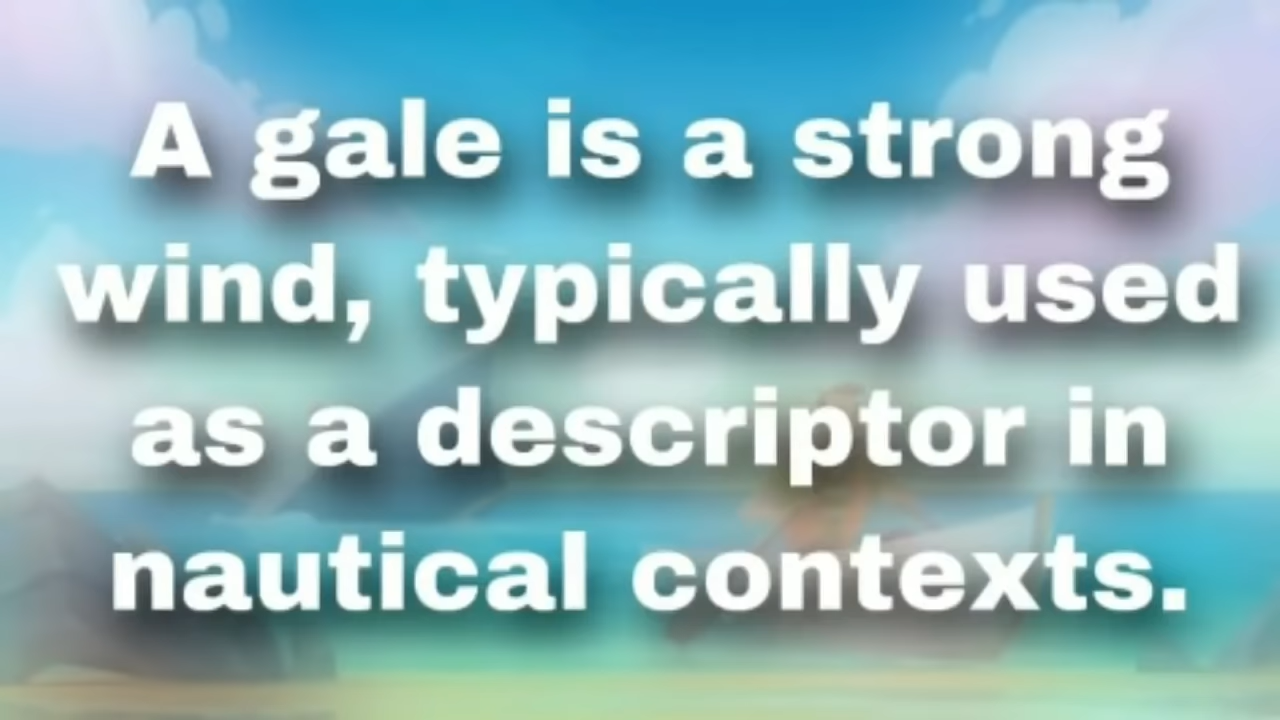 A gale is a strong
wind, typically used
as a descriptor in
nautical contexts.